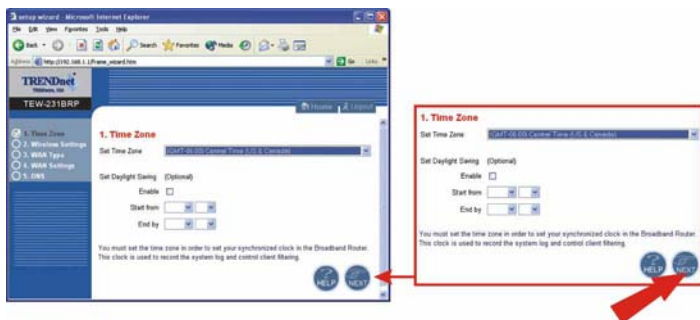 setup wizard - Microsoft Internet Explorer
File Edit View Favorites Tools Help
Back Search Favorites Media
Address http://192.168.1.1/Frame_wizard.htm Go Links
TRENDnet
TEW-231BRP
Home Logout
1. Time Zone
2. Wireless Settings
3. WAN Type
4. WAN Settings
5. DNS
1. Time Zone
Set Time Zone (GMT-06:00) Central Time (US & Canada)
Set Daylight Saving (Optional)
Enable
Start from
End by
You must set the time zone in order to set your synchronized clock in the Broadband Router.
This clock is used to record the system log and control client filtering.
HELP NEXT
1. Time Zone
Set Time Zone (GMT-06:00) Central Time (US & Canada)
Set Daylight Saving (Optional)
Enable
Start from
End by
You must set the time zone in order to set your synchronized clock in the Broadband Router.
This clock is used to record the system log and control client filtering.
HELP NEXT